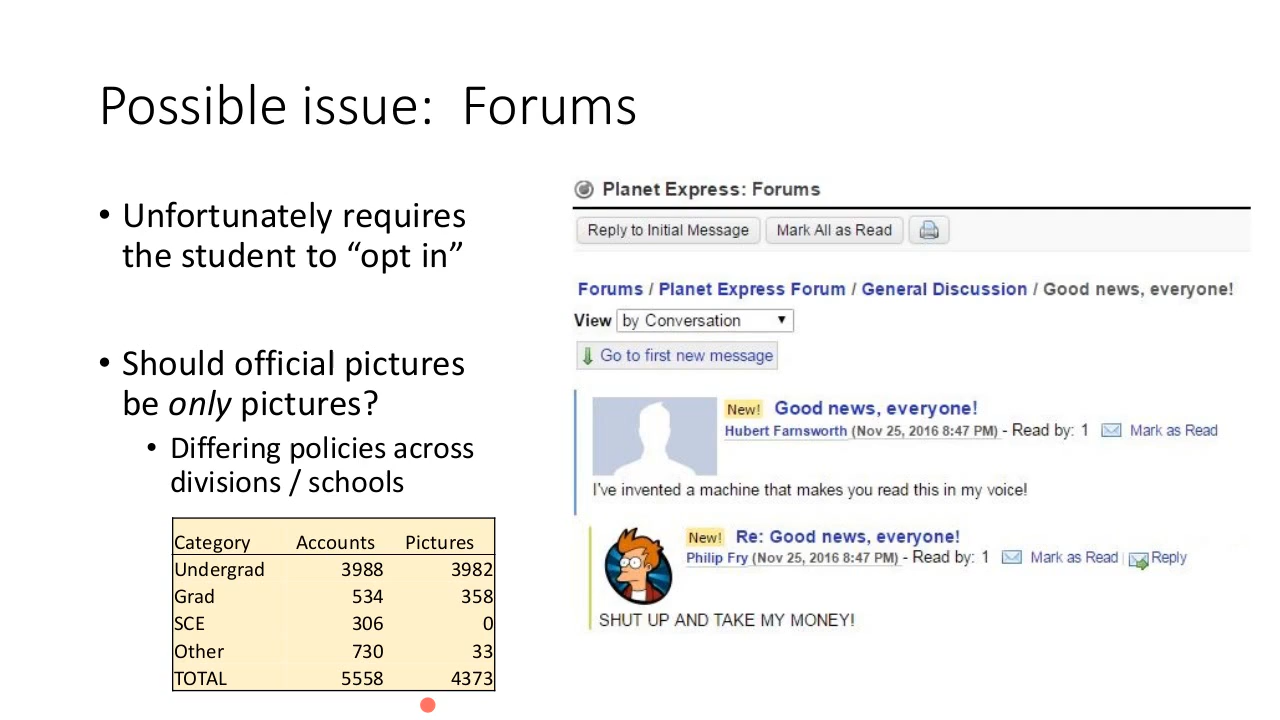 Possible issue:  Forums
• Unfortunately requires
the student to “opt in”
• Should official pictures
be only pictures?
• Differing policies across
divisions / schools
Category Accounts Pictures
Undergrad 3988 3982
Grad 534 358
SCE 306 0
Other 730 33
TOTAL 5558 4373
Planet Express: Forums
Reply to Initial Message Mark All as Read
Forums / Planet Express Forum / General Discussion / Good news, everyone!
View by Conversation
Go to first new message
New! Good news, everyone!
Hubert Farnsworth (Nov 25, 2016 8:47 PM) - Read by: 1 Mark as Read
I've invented a machine that makes you read this in my voice!
New! Re: Good news, everyone!
Philip Fry (Nov 25, 2016 8:47 PM) - Read by: 1 Mark as Read | Reply
SHUT UP AND TAKE MY MONEY!